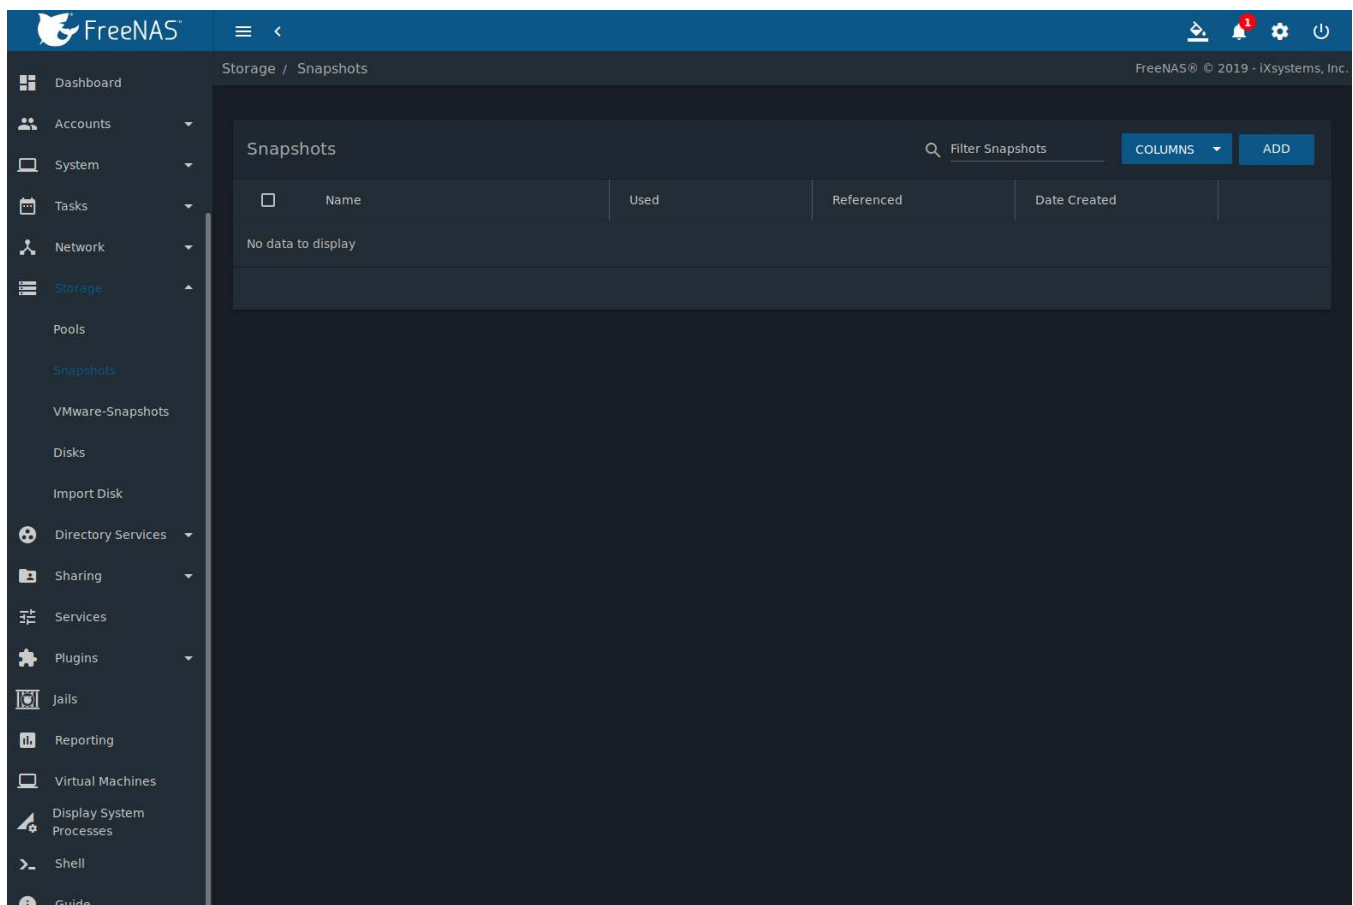 FreeNAS™
1
Storage / Snapshots
FreeNAS® © 2019 - iXsystems, Inc.
Dashboard
Accounts
System
Tasks
Network
Storage
Pools
Snapshots
VMware-Snapshots
Disks
Import Disk
Directory Services
Sharing
Services
Plugins
Jails
Reporting
Virtual Machines
Display System
Processes
Shell
Guide
Snapshots
Filter Snapshots
COLUMNS
ADD
Name Used Referenced Date Created
No data to display